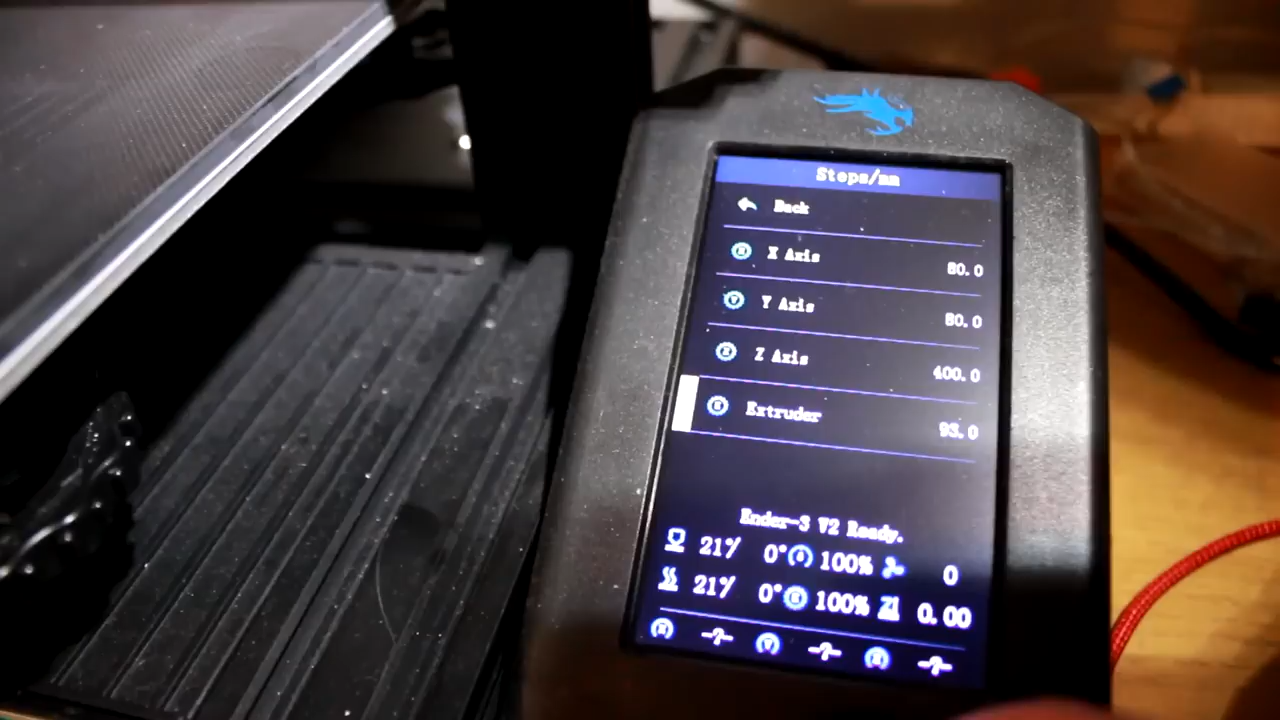 Steps/mm
Back
X Axis 80.0
Y Axis 80.0
Z Axis 400.0
Extruder 93.0
Ender-3 V2 Ready.
21/ 0° 100% 0
21/ 0° 100% 0.00
X -?- Y -?- Z -?-